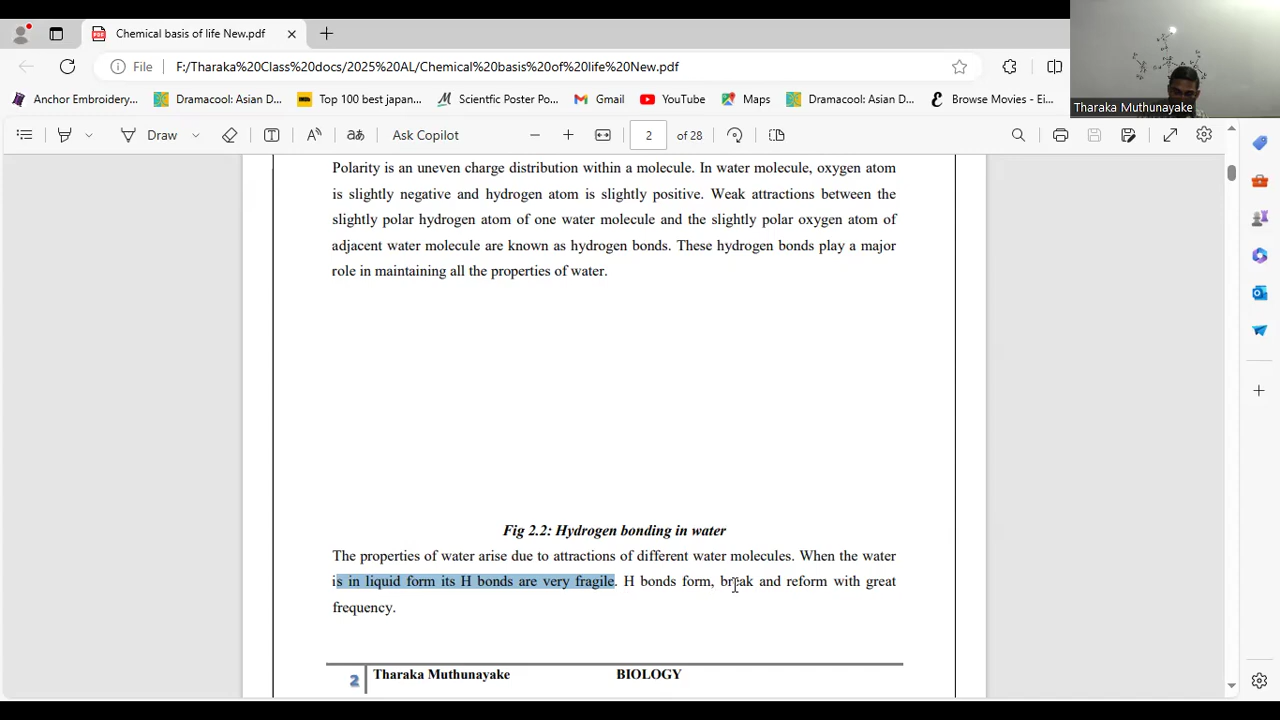 Chemical basis of life New.pdf
File
F:/Tharaka%20Class%20docs/2025%20AL/Chemical%20basis%20of%20life%20New.pdf
Anchor Embroidery...
Dramacool: Asian D...
Top 100 best japan...
Scienftic Poster Po...
Gmail
YouTube
Maps
Dramacool: Asian D...
Browse Movies - Ei...
Tharaka Muthunayake
Draw
Ask Copilot
2
of 28
Polarity is an uneven charge distribution within a molecule. In water molecule, oxygen atom
is slightly negative and hydrogen atom is slightly positive. Weak attractions between the
slightly polar hydrogen atom of one water molecule and the slightly polar oxygen atom of
adjacent water molecule are known as hydrogen bonds. These hydrogen bonds play a major
role in maintaining all the properties of water.
Fig 2.2: Hydrogen bonding in water
The properties of water arise due to attractions of different water molecules. When the water
is in liquid form its H bonds are very fragile. H bonds form, break and reform with great
frequency.
2
Tharaka Muthunayake
BIOLOGY